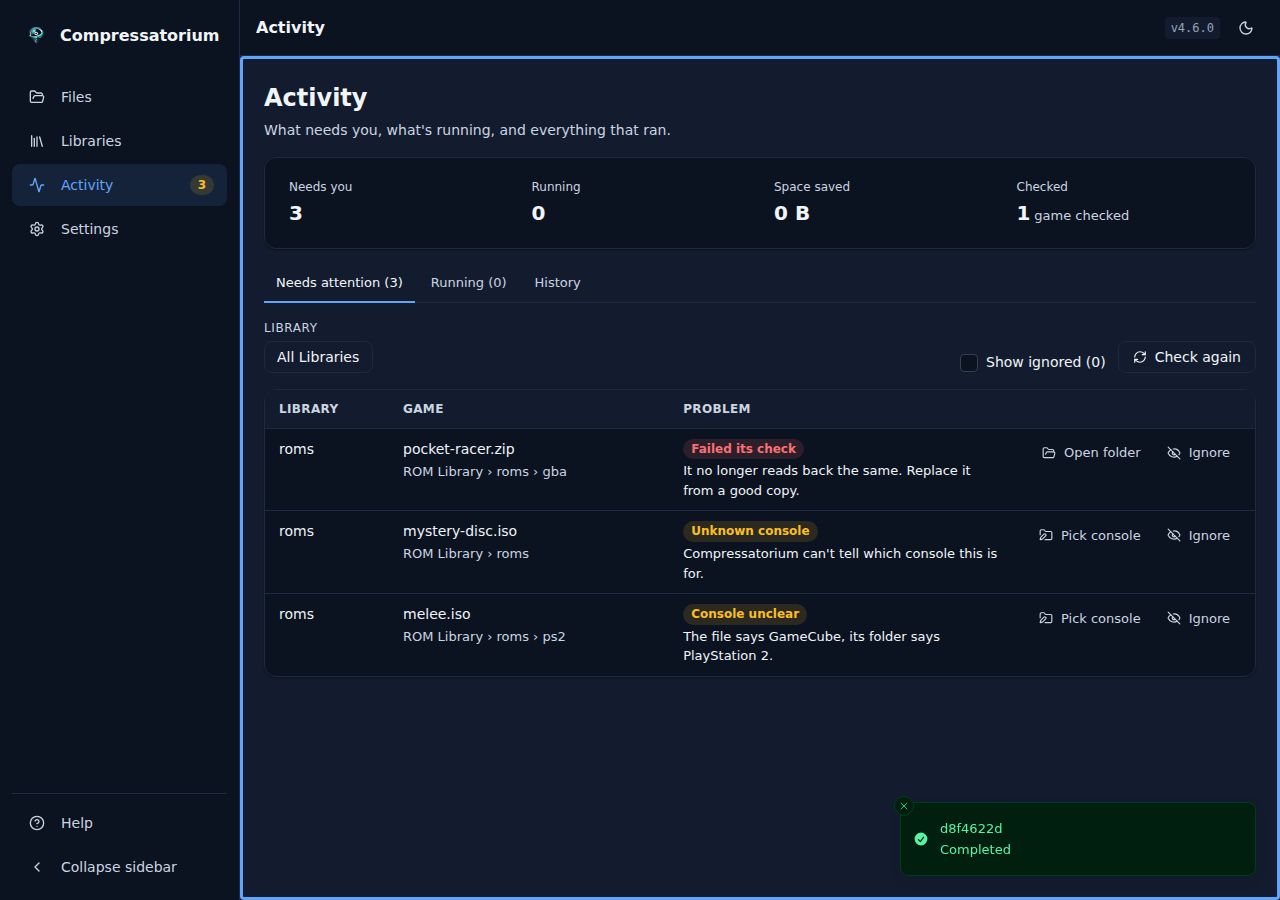 Compressatorium
Activity
v4.6.0
Files
Libraries
Activity 3
Settings
Help
Collapse sidebar
Activity
What needs you, what's running, and everything that ran.
Needs you
3
Running
0
Space saved
0 B
Checked
1 game checked
Needs attention (3)
Running (0)
History
LIBRARY
All Libraries
Show ignored (0)
Check again
LIBRARY GAME PROBLEM
roms
pocket-racer.zip
ROM Library › roms › gba
Failed its check
It no longer reads back the same. Replace it
from a good copy.
Open folder
Ignore
roms
mystery-disc.iso
ROM Library › roms
Unknown console
Compressatorium can't tell which console this is
for.
Pick console
Ignore
roms
melee.iso
ROM Library › roms › ps2
Console unclear
The file says GameCube, its folder says
PlayStation 2.
Pick console
Ignore
d8f4622d
Completed